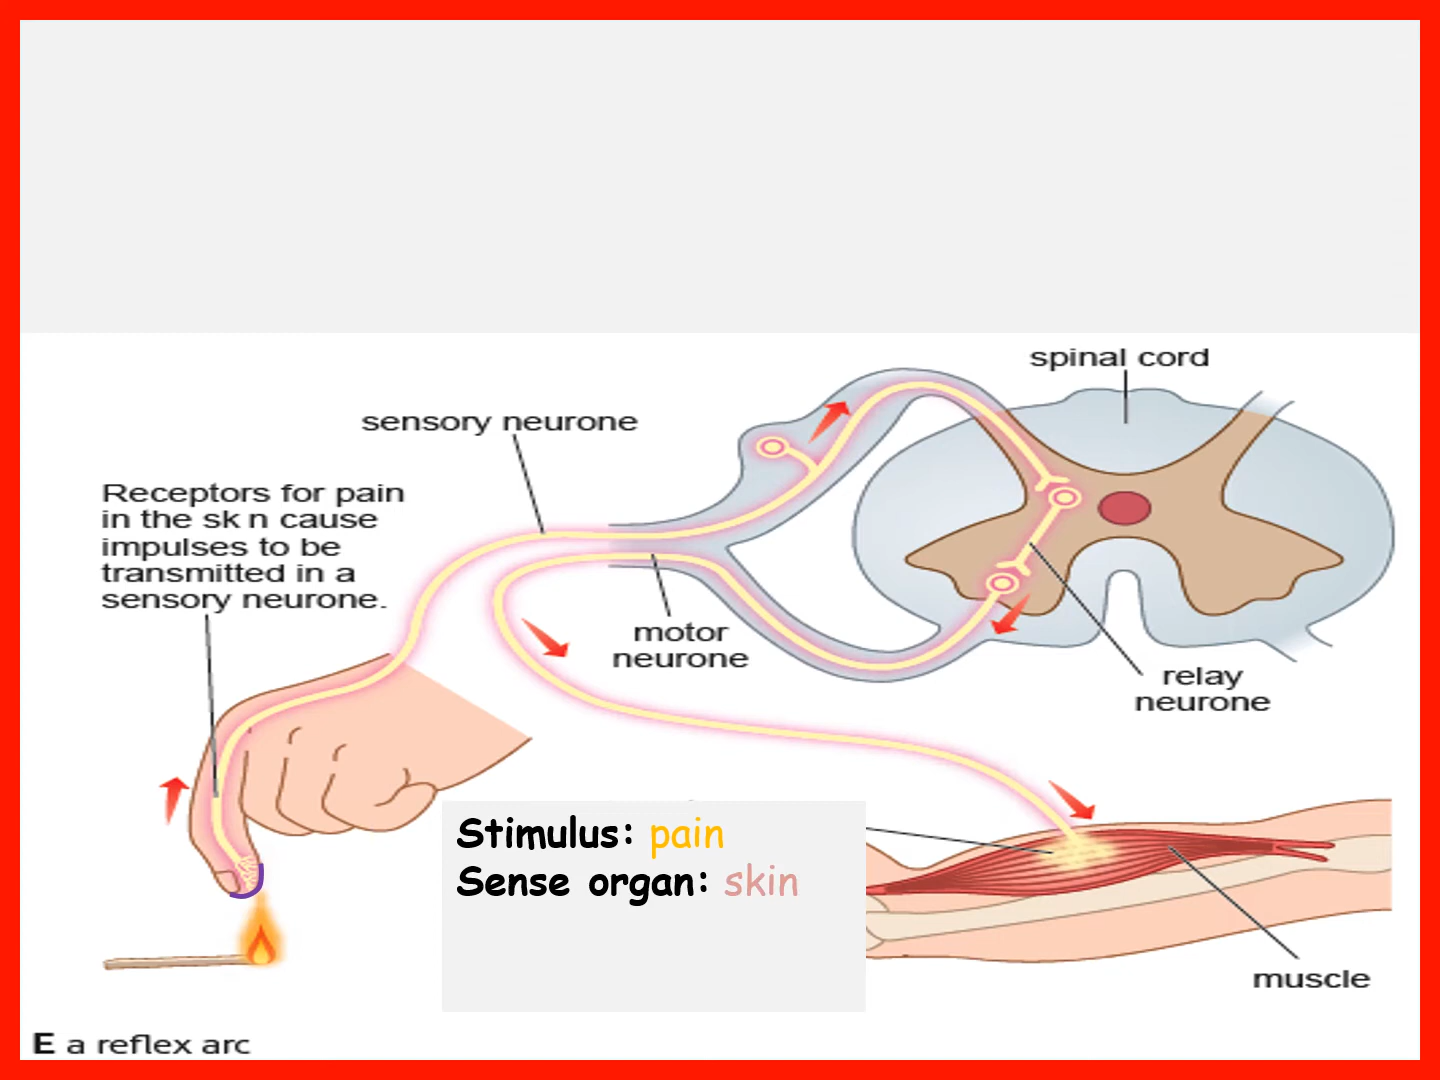 spinal cord
sensory neurone
Receptors for pain
in the sk n cause
impulses to be
transmitted in a
sensory neurone.
motor
neurone
relay
neurone
Stimulus: pain
Sense organ: skin
muscle
E a reflex arc